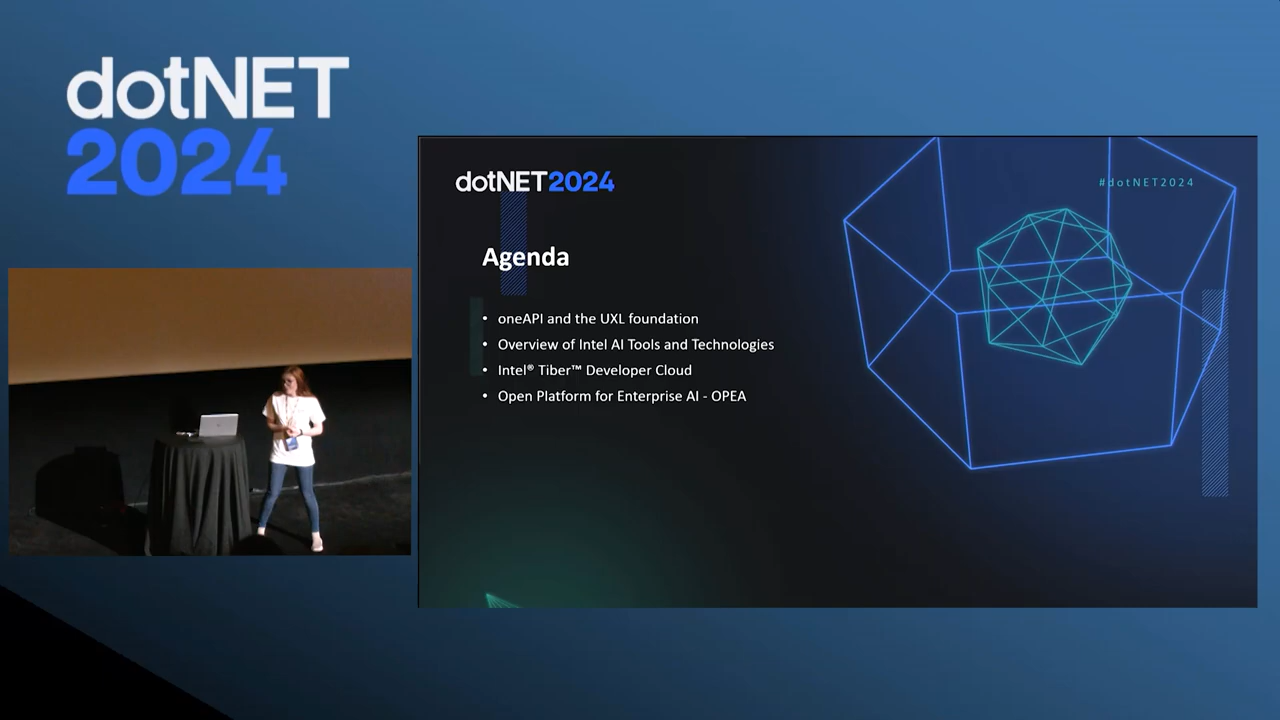 dotNET
2024
dotNET2024
#dotNET2024
Agenda
• oneAPI and the UXL foundation
• Overview of Intel AI Tools and Technologies
• Intel® Tiber™ Developer Cloud
• Open Platform for Enterprise AI - OPEA